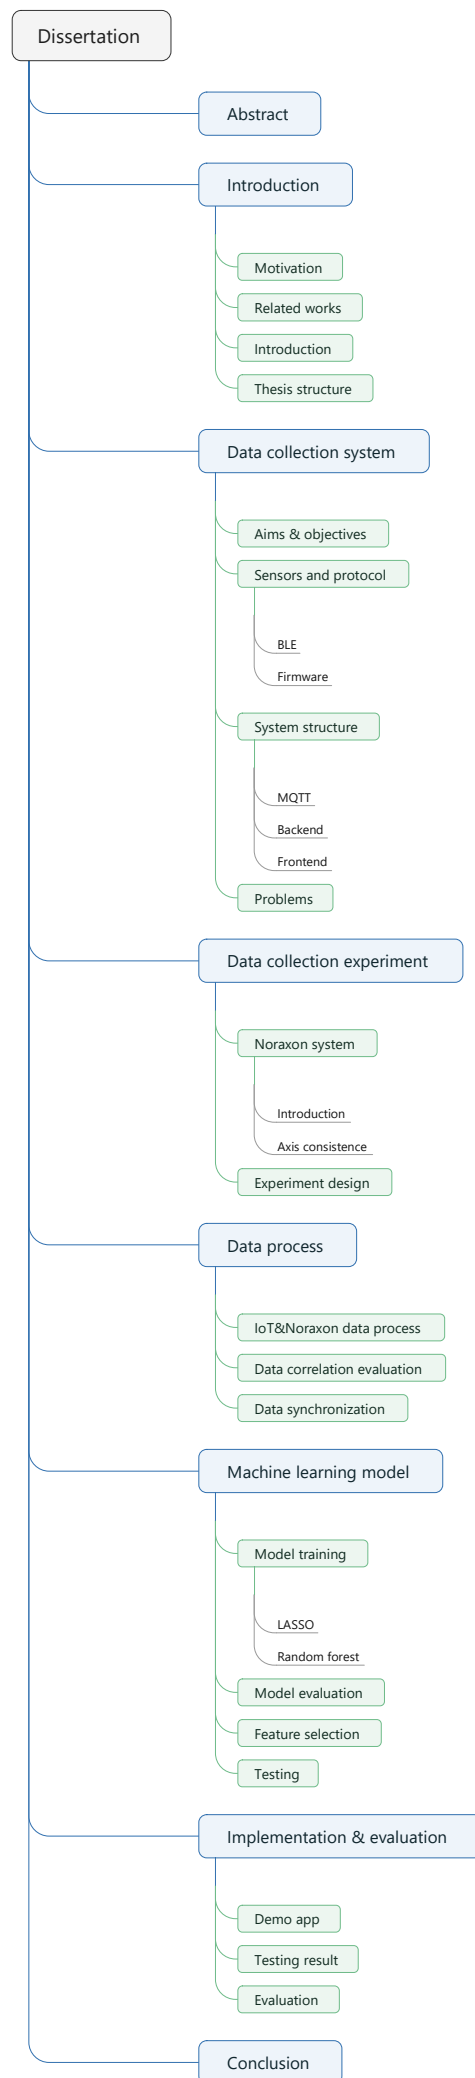 Dissertation
Abstract
Introduction
Motivation
Related works
Introduction
Thesis structure
Data collection system
Aims & objectives
Sensors and protocol
BLE
Firmware
System structure
MQTT
Backend
Frontend
Problems
Data collection experiment
Noraxon system
Introduction
Axis consistence
Experiment design
Data process
IoT&Noraxon data process
Data correlation evaluation
Data synchronization
Machine learning model
Model training
LASSO
Random forest
Model evaluation
Feature selection
Testing
Implementation & evaluation
Demo app
Testing result
Evaluation
Conclusion